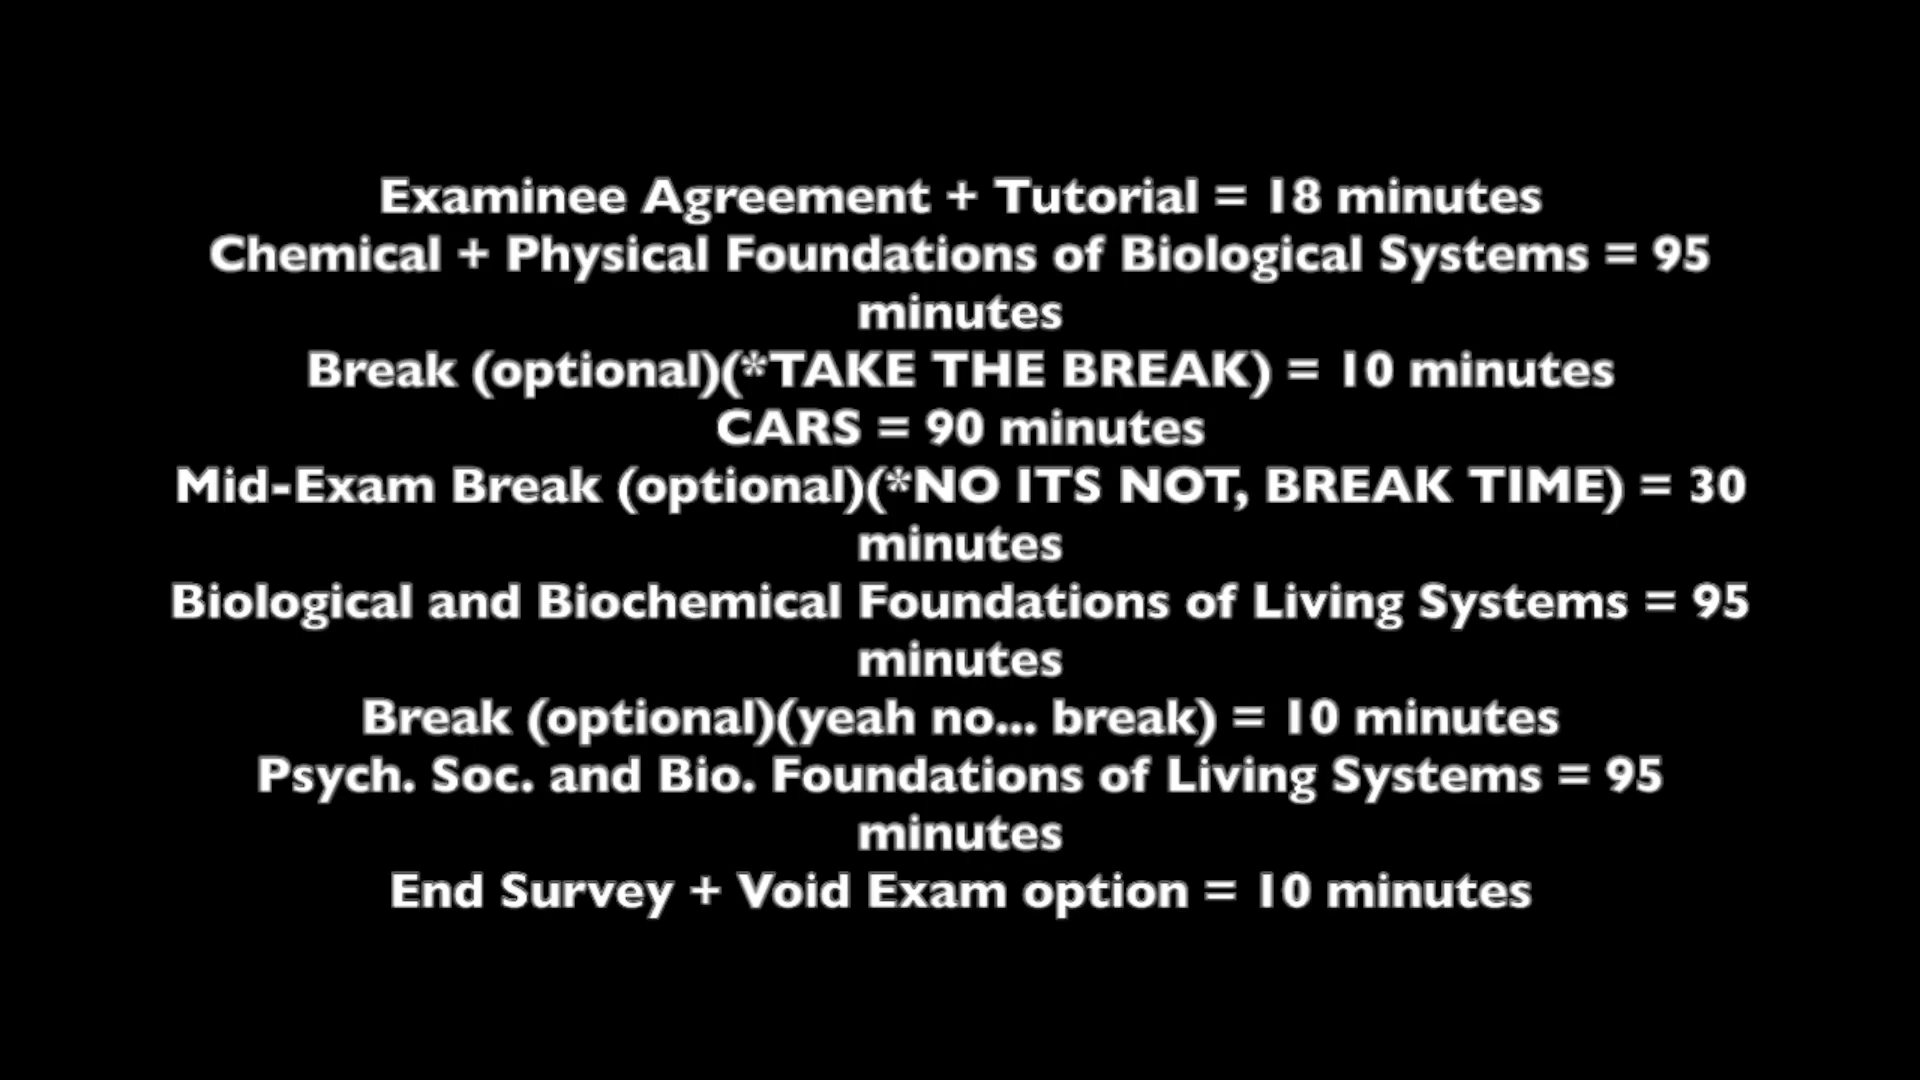 Examinee Agreement + Tutorial = 18 minutes
Chemical + Physical Foundations of Biological Systems = 95
minutes
Break (optional)(*TAKE THE BREAK) = 10 minutes
CARS = 90 minutes
Mid-Exam Break (optional)(*NO ITS NOT, BREAK TIME) = 30
minutes
Biological and Biochemical Foundations of Living Systems = 95
minutes
Break (optional)(yeah no... break) = 10 minutes
Psych. Soc. and Bio. Foundations of Living Systems = 95
minutes
End Survey + Void Exam option = 10 minutes